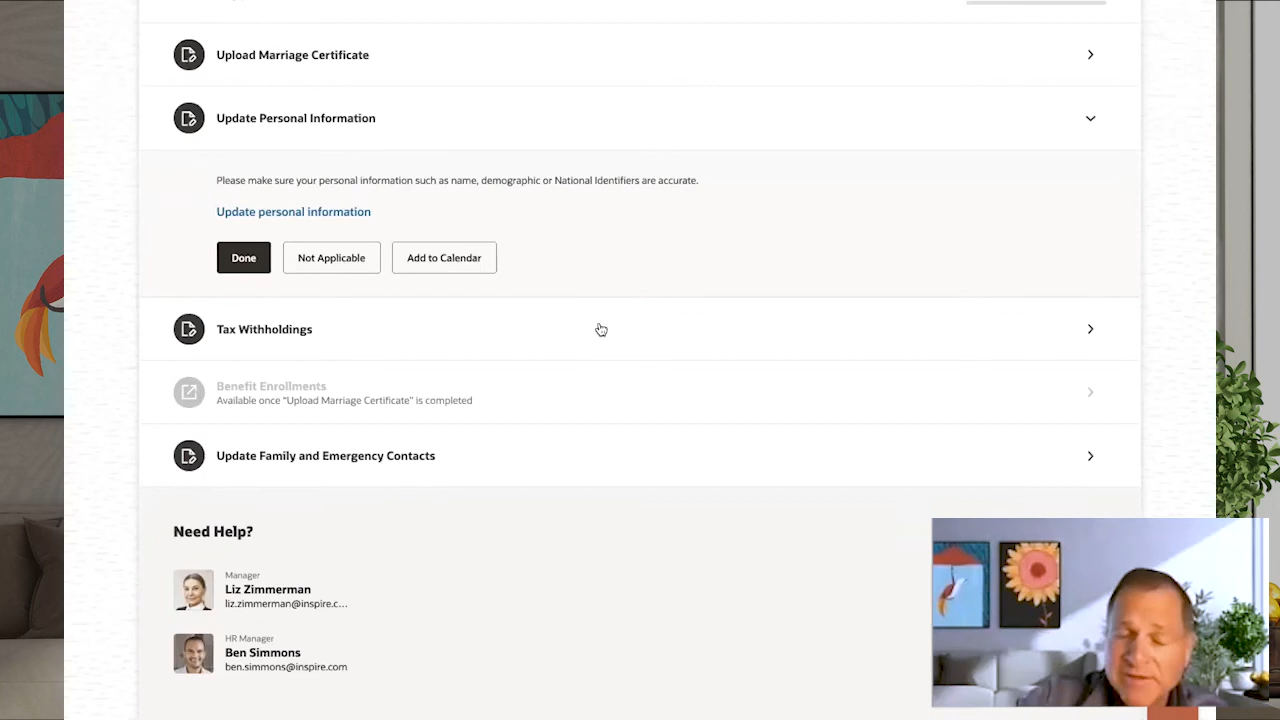 Upload Marriage Certificate
Update Personal Information
Please make sure your personal information such as name, demographic or National Identifiers are accurate.
Update personal information
Done
Not Applicable
Add to Calendar
Tax Withholdings
Benefit Enrollments
Available once “Upload Marriage Certificate” is completed
Update Family and Emergency Contacts
Need Help?
Manager
Liz Zimmerman
liz.zimmerman@inspire.c...
HR Manager
Ben Simmons
ben.simmons@inspire.com